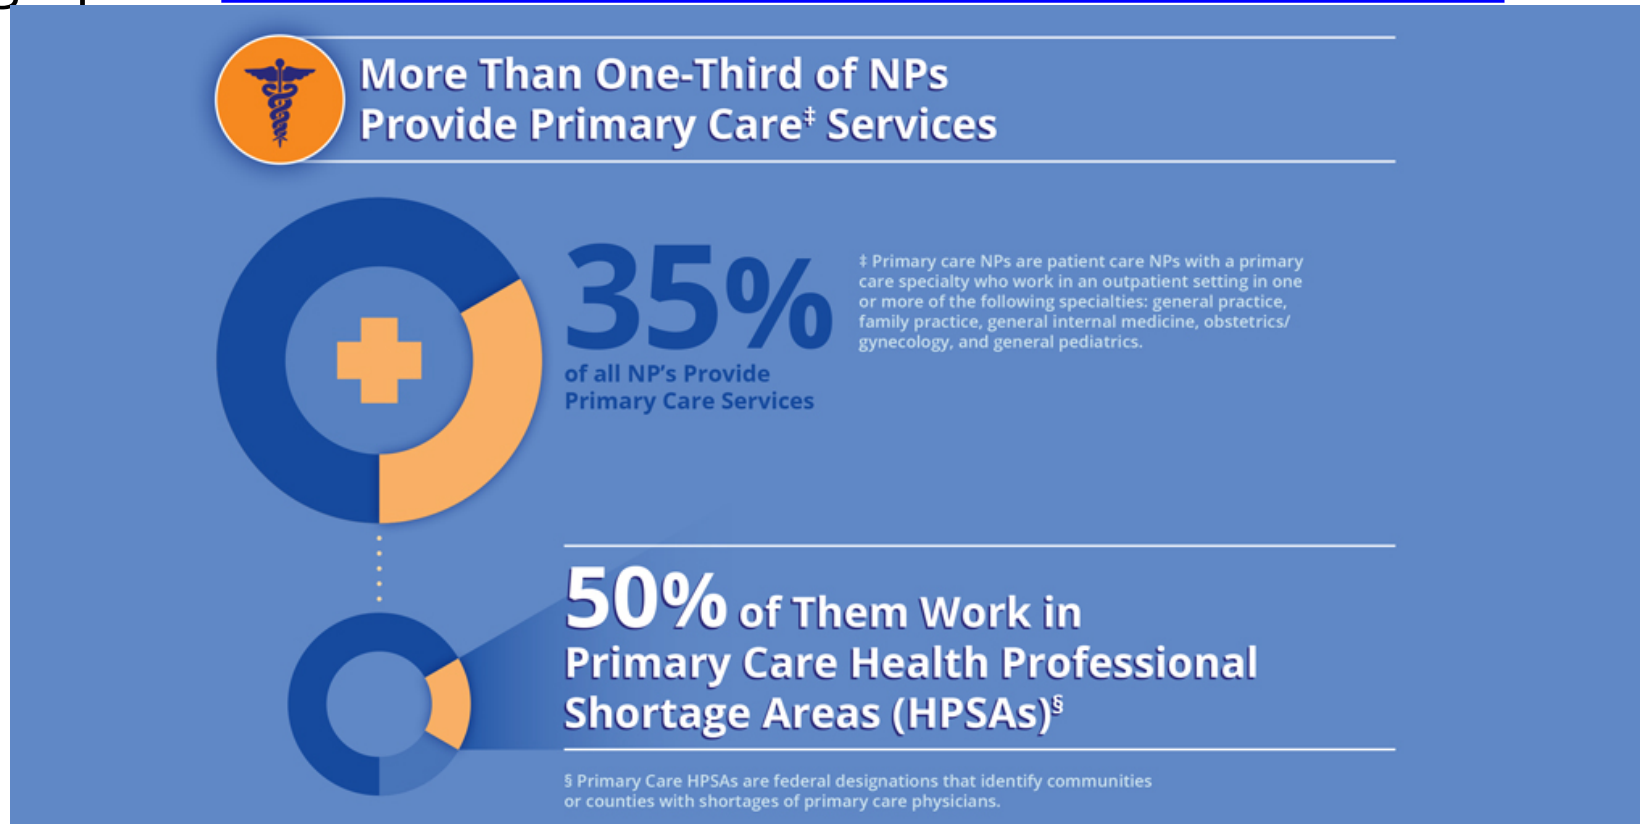 More Than One-Third of NPs
Provide Primary Care‡ Services
35%
of all NP’s Provide
Primary Care Services
‡ Primary care NPs are patient care NPs with a primary
care specialty who work in an outpatient setting in one
or more of the following specialties: general practice,
family practice, general internal medicine, obstetrics/
gynecology, and general pediatrics.
50% of Them Work in
Primary Care Health Professional
Shortage Areas (HPSAs)§
§ Primary Care HPSAs are federal designations that identify communities
or counties with shortages of primary care physicians.